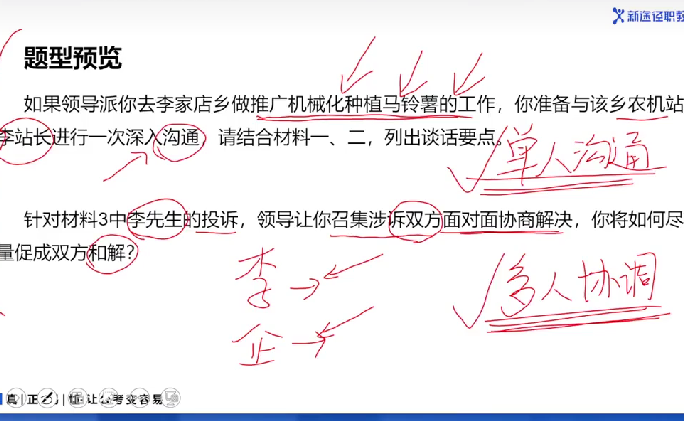 新途径职教
题型预览
如果领导派你去李家店乡做推广机械化种植马铃薯的工作，你准备与该乡农机站
李站长进行一次深入沟通，请结合材料一、二，列出谈话要点。
单人沟通
针对材料3中李先生的投诉，领导让你召集涉诉双方面对面协商解决，你将如何尽
量促成双方和解?
李
多人协调
企
真|正|懂|让公考变容易